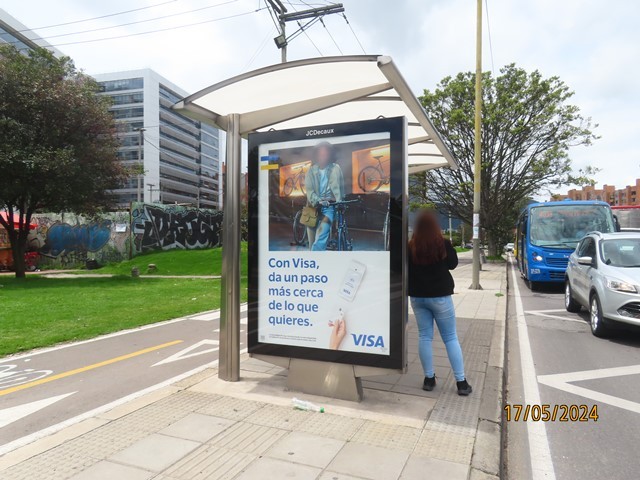 JCDecaux
Con Visa,
da un paso
más cerca
de lo que
quieres.
VISA
17/05/2024